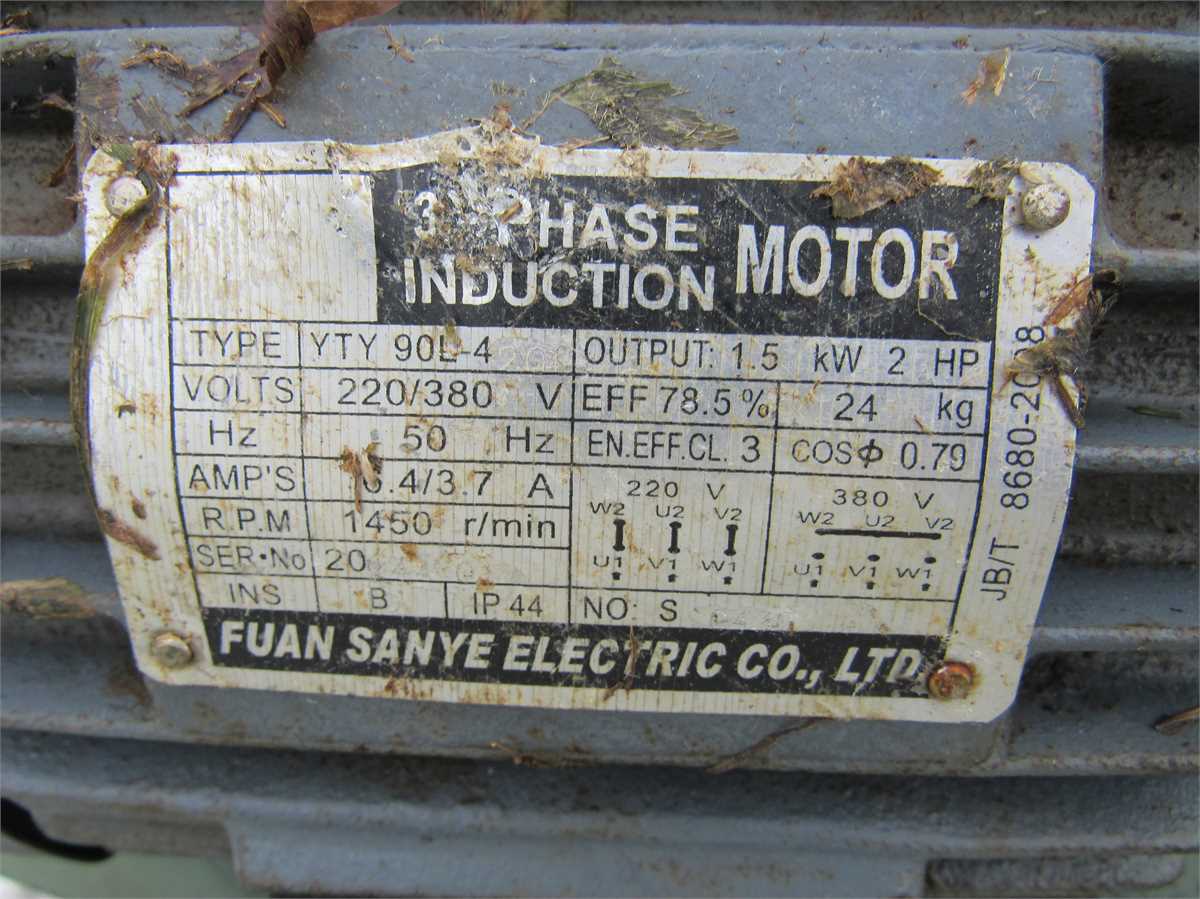 3 PHASE
INDUCTION MOTOR
TYPE YTY 90L-4 OUTPUT: 1.5 kW 2 HP
VOLTS 220/380 V EFF 78.5% 24 kg
Hz 50 Hz EN.EFF.CL. 3 COSΦ 0.79
AMP'S 6.4/3.7 A
R.P.M 1450 r/min
SER·No 20
INS B IP 44 NO: S
220 V
W2 U2 V2
U1 V1 W1
380 V
W2 U2 V2
U1 V1 W1
FUAN SANYE ELECTRIC CO., LTD
JB/T 8680-